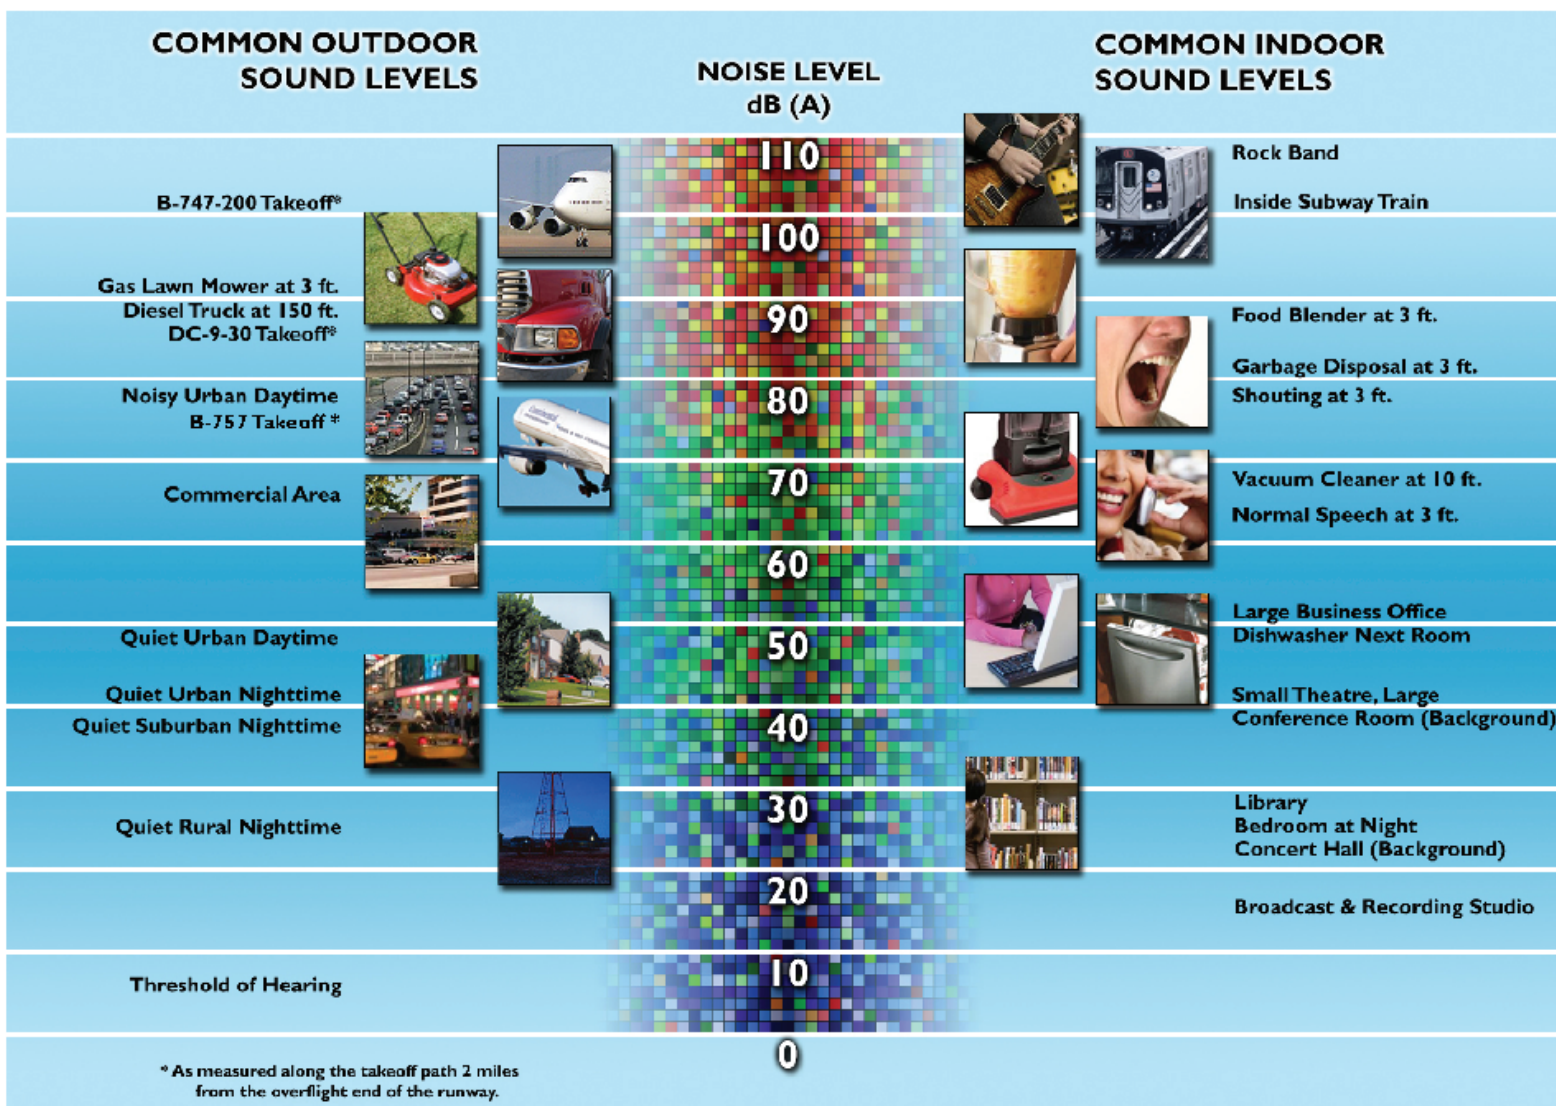 COMMON OUTDOOR
SOUND LEVELS
NOISE LEVEL
dB (A)
COMMON INDOOR
SOUND LEVELS
110
Rock Band
B-747-200 Takeoff*
Inside Subway Train
100
Gas Lawn Mower at 3 ft.
Diesel Truck at 150 ft.
DC-9-30 Takeoff*
90
Food Blender at 3 ft.
Garbage Disposal at 3 ft.
Noisy Urban Daytime
B-757 Takeoff *
80
Shouting at 3 ft.
Commercial Area
70
Vacuum Cleaner at 10 ft.
Normal Speech at 3 ft.
60
Large Business Office
Quiet Urban Daytime
50
Dishwasher Next Room
Quiet Urban Nighttime
Small Theatre, Large
Quiet Suburban Nighttime
40
Conference Room (Background)
Quiet Rural Nighttime
30
Library
Bedroom at Night
Concert Hall (Background)
20
Broadcast & Recording Studio
Threshold of Hearing
10
0
* As measured along the takeoff path 2 miles
from the overflight end of the runway.
Continental